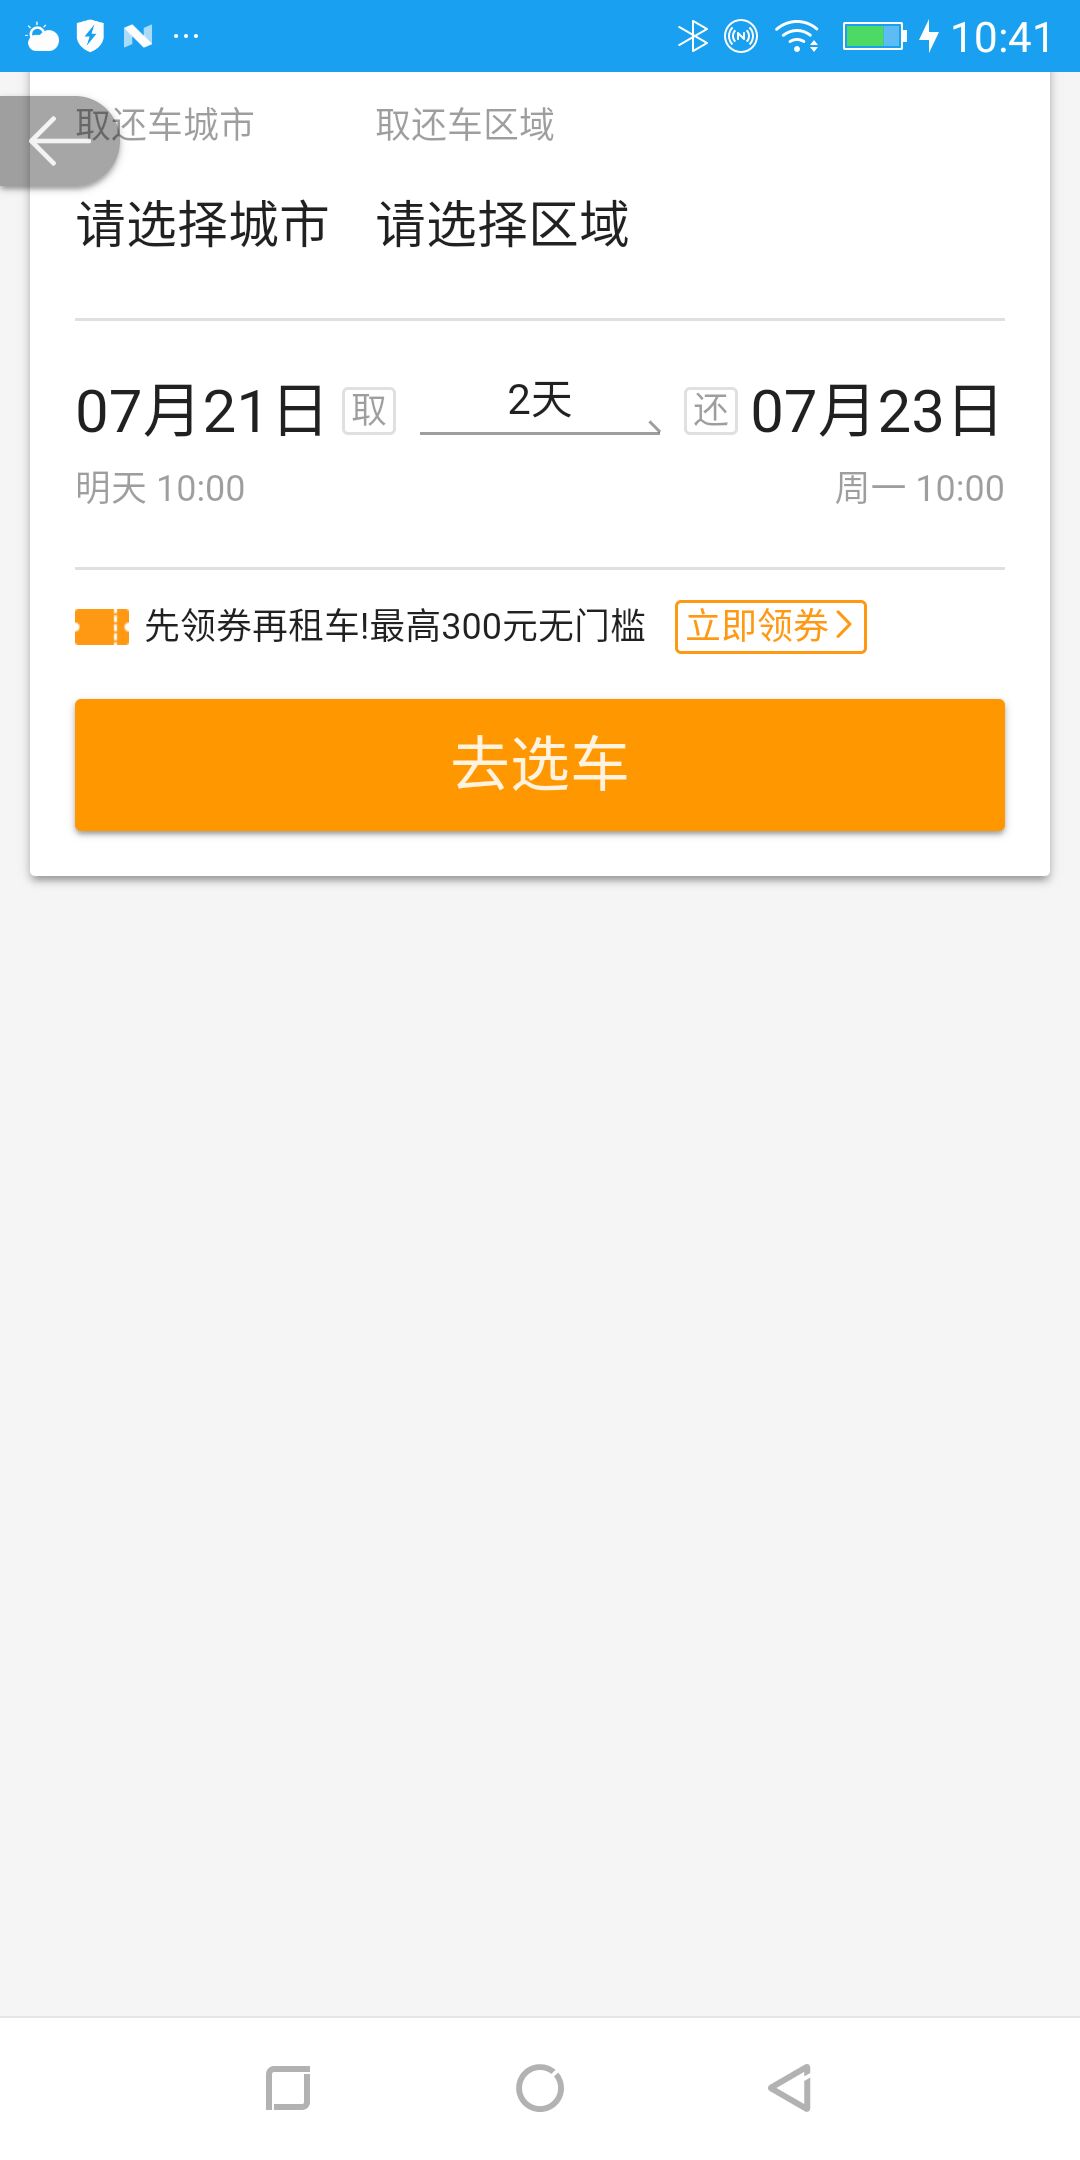 10:41
取还车城市 取还车区域
请选择城市 请选择区域
07月21日 取 2天 还 07月23日
明天 10:00 周一 10:00
先领券再租车!最高300元无门槛 立即领券
去选车